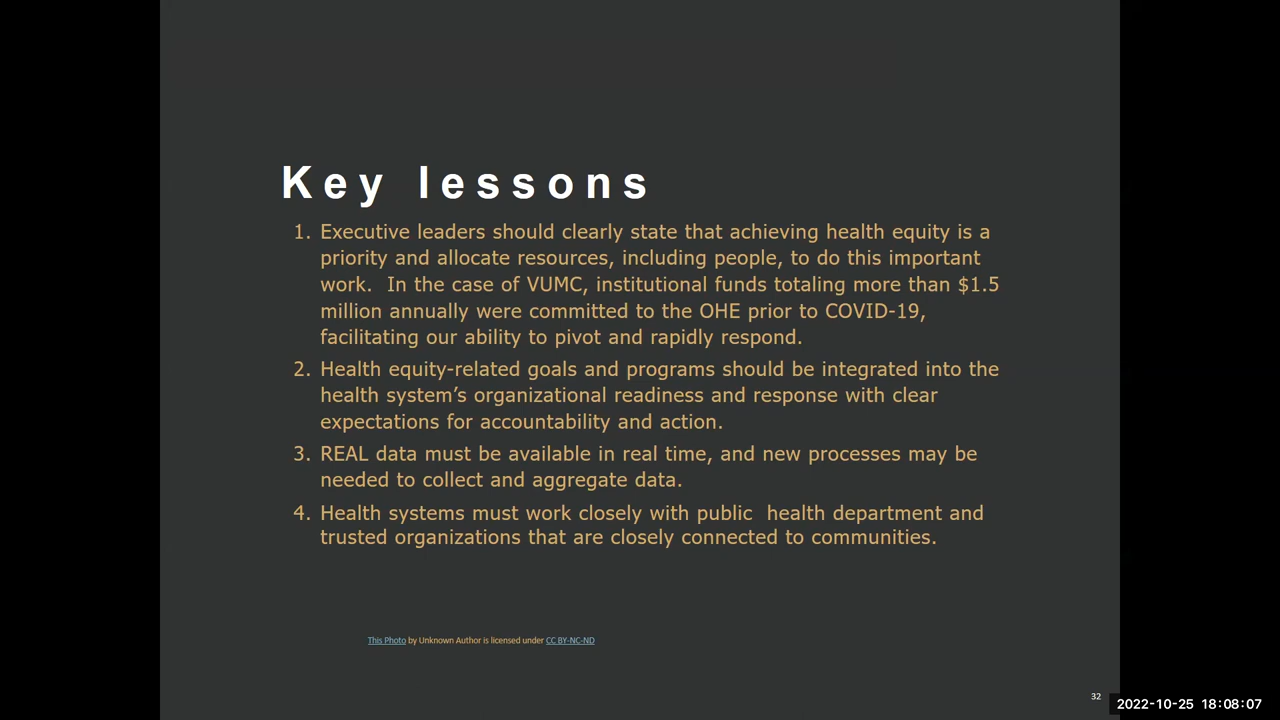 Key lessons
1. Executive leaders should clearly state that achieving health equity is a
priority and allocate resources, including people, to do this important
work.  In the case of VUMC, institutional funds totaling more than $1.5
million annually were committed to the OHE prior to COVID-19,
facilitating our ability to pivot and rapidly respond.
2. Health equity-related goals and programs should be integrated into the
health system’s organizational readiness and response with clear
expectations for accountability and action.
3. REAL data must be available in real time, and new processes may be
needed to collect and aggregate data.
4. Health systems must work closely with public  health department and
trusted organizations that are closely connected to communities.
This Photo by Unknown Author is licensed under CC BY-NC-ND
32
2022-10-25 18:08:07